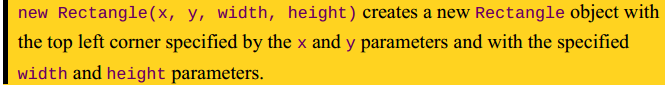 new Rectangle(x, y, width, height) creates a new Rectangle object with
the top left corner specified by the x and y parameters and with the specified
width and height parameters.